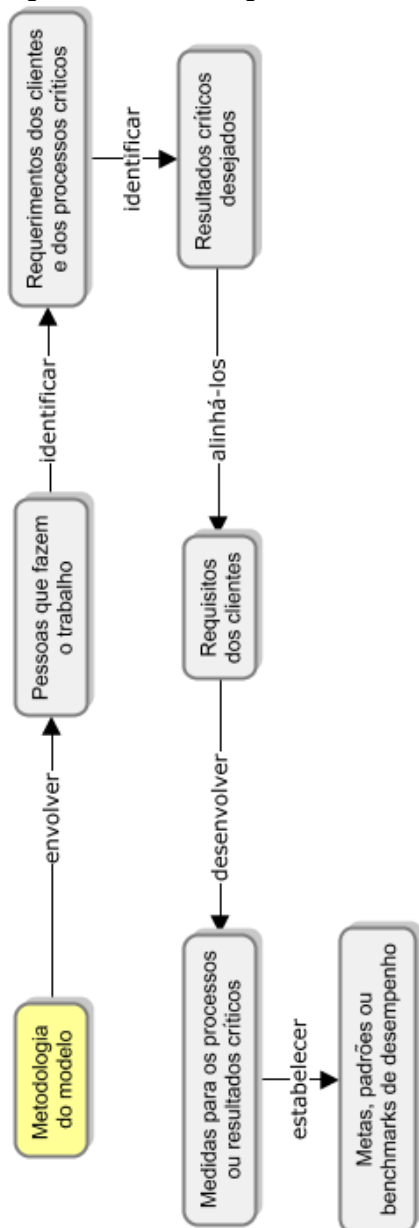 Metodologia
do modelo
envolver
Pessoas que fazem
o trabalho
identificar
Requerimentos dos clientes
e dos processos críticos
identificar
Resultados críticos
desejados
alinhá-los
Requisitos
dos clientes
desenvolver
Medidas para os processos
ou resultados críticos
estabelecer
Metas, padrões ou
benchmarks de desempenho